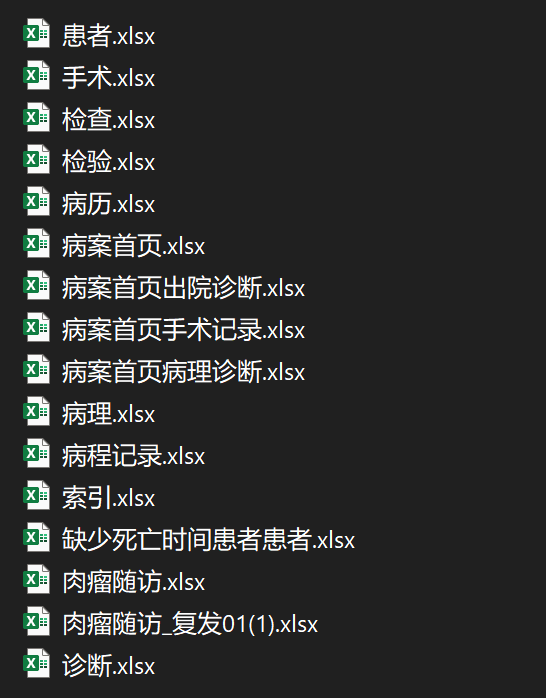 患者.xlsx
手术.xlsx
检查.xlsx
检验.xlsx
病历.xlsx
病案首页.xlsx
病案首页出院诊断.xlsx
病案首页手术记录.xlsx
病案首页病理诊断.xlsx
病理.xlsx
病程记录.xlsx
索引.xlsx
缺少死亡时间患者患者.xlsx
肉瘤随访.xlsx
肉瘤随访_复发01(1).xlsx
诊断.xlsx